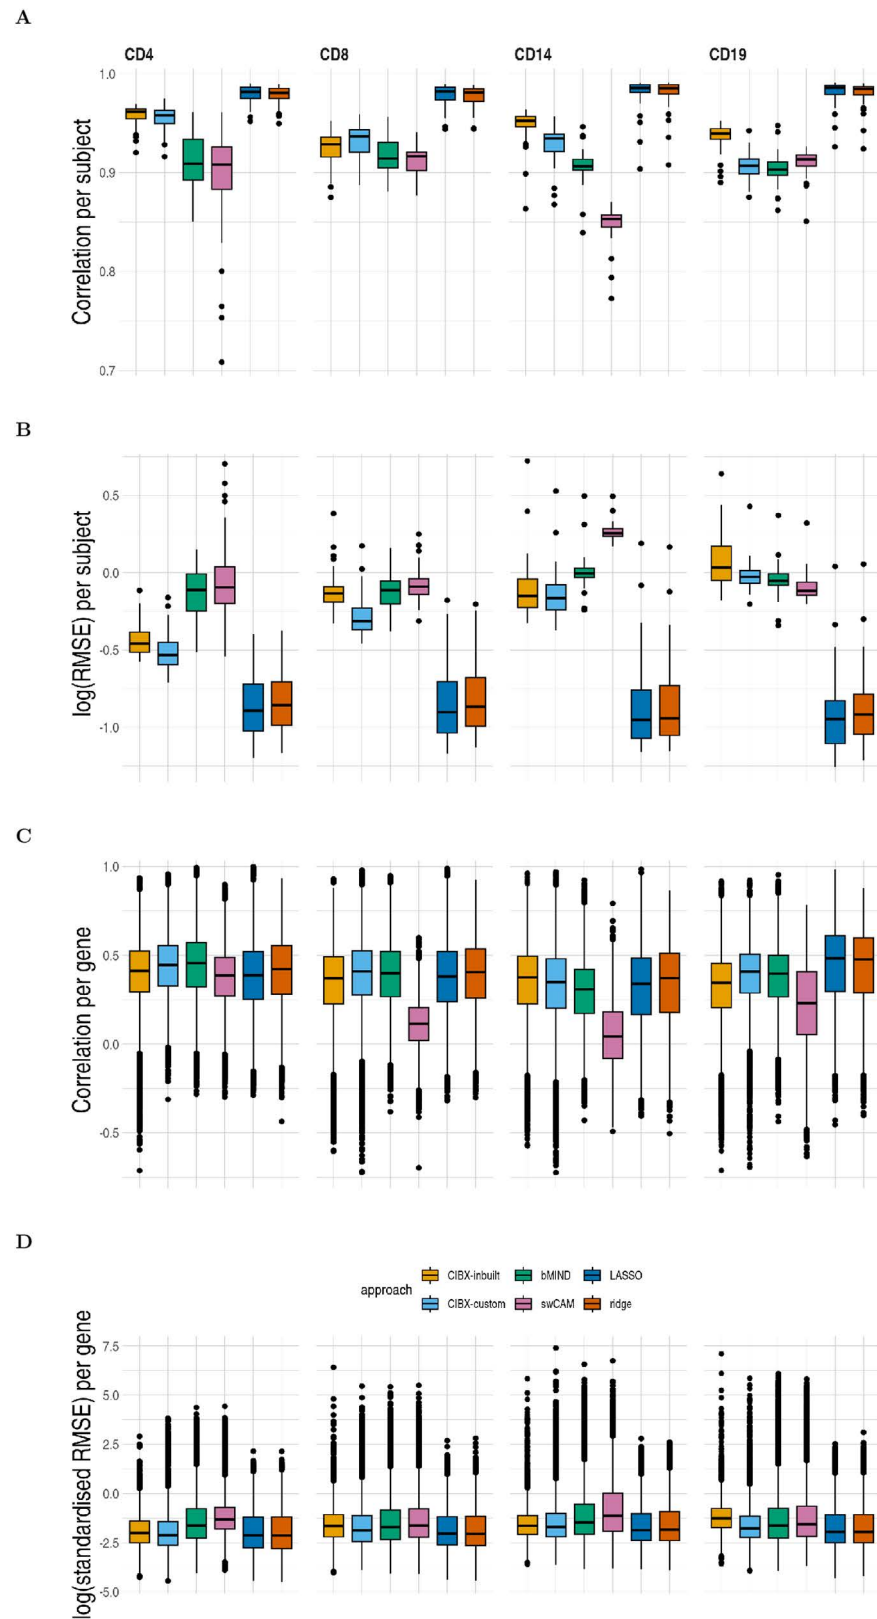 A
CD4 CD8 CD14 CD19
1.0
0.9
0.8
0.7
Correlation per subject
B
0.5
0.0
-0.5
-1.0
log(RMSE) per subject
C
1.0
0.5
0.0
-0.5
Correlation per gene
D
approach
CIBX-inbuilt bMIND LASSO
CIBX-custom swCAM ridge
7.5
5.0
2.5
0.0
-2.5
-5.0
log(standardised RMSE) per gene